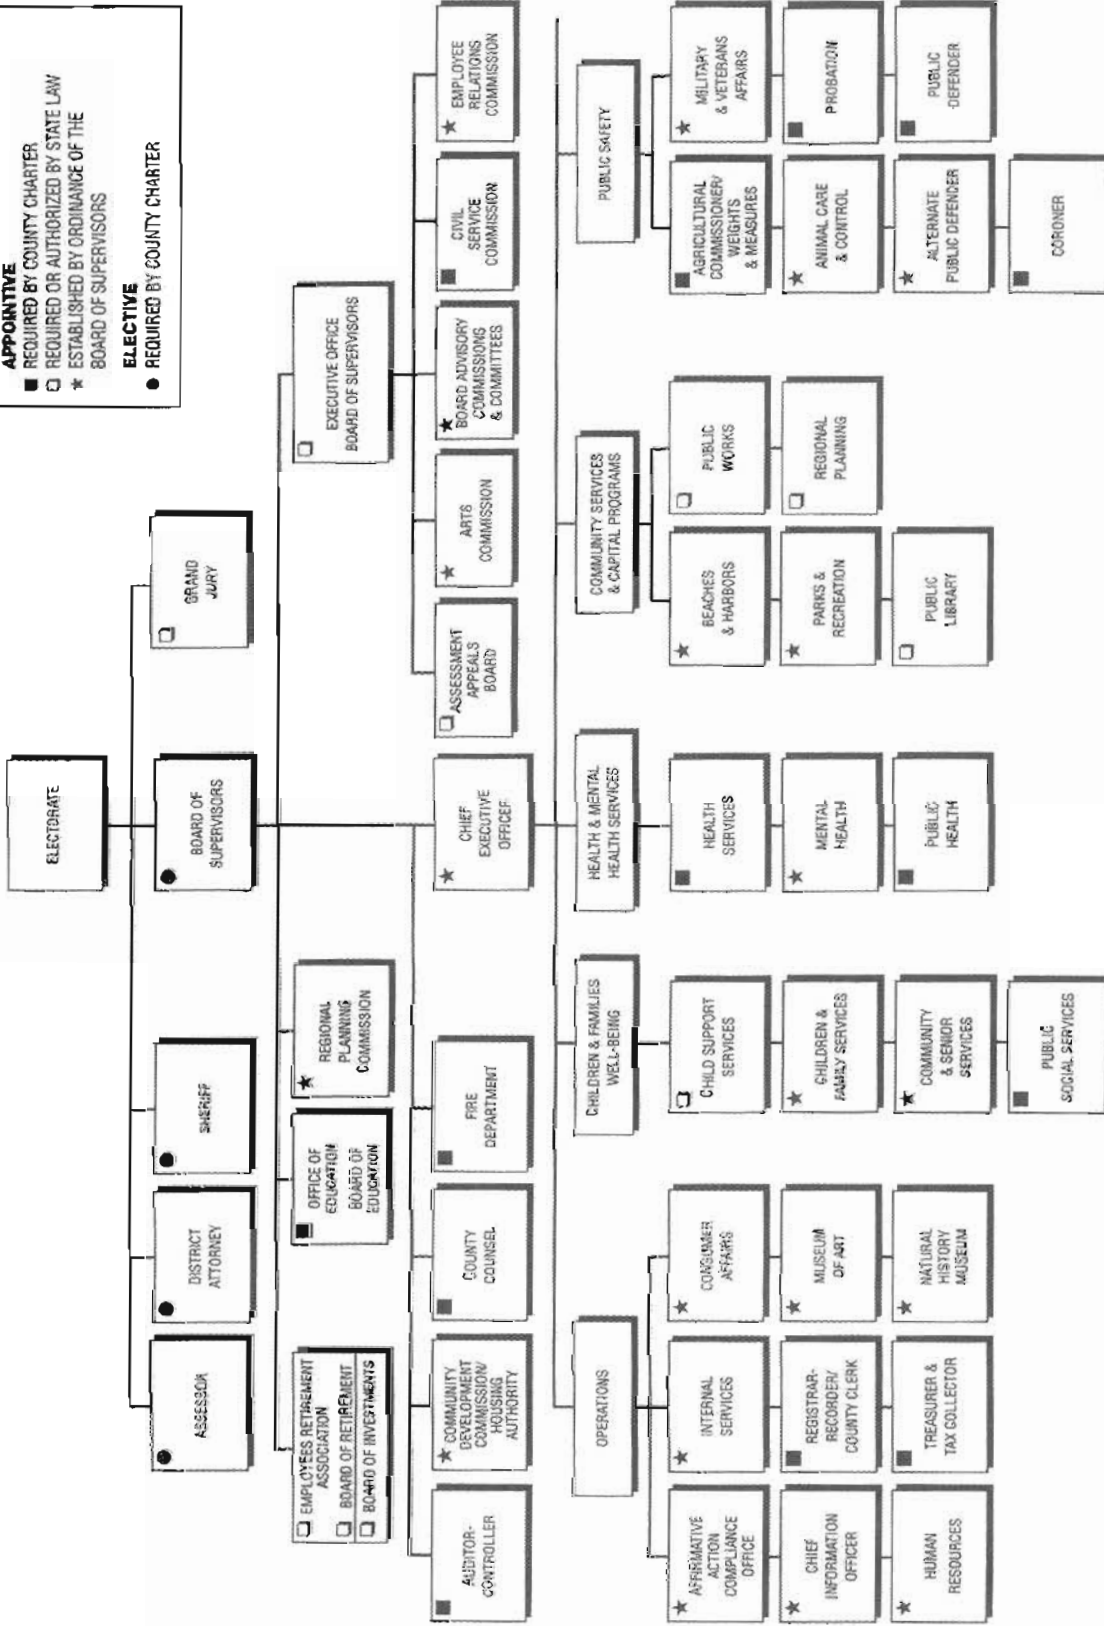 APPOINTIVE
■ REQUIRED BY COUNTY CHARTER
❑ REQUIRED OR AUTHORIZED BY STATE LAW
★ ESTABLISHED BY ORDINANCE OF THE
BOARD OF SUPERVISORS
ELECTIVE
● REQUIRED BY COUNTY CHARTER
ELECTORATE
ASSESSOR
DISTRICT
ATTORNEY
SHERIFF
BOARD OF
SUPERVISORS
GRAND
JURY
EMPLOYEES RETIREMENT
ASSOCIATION
BOARD OF RETIREMENT
BOARD OF INVESTMENTS
OFFICE OF
EDUCATION
BOARD OF
EDUCATION
REGIONAL
PLANNING
COMMISSION
EXECUTIVE OFFICE
BOARD OF SUPERVISORS
AUDITOR-
CONTROLLER
COMMUNITY
DEVELOPMENT
COMMISSION/
HOUSING
AUTHORITY
COUNTY
COUNSEL
FIRE
DEPARTMENT
CHIEF
EXECUTIVE
OFFICER
ASSESSMENT
APPEALS
BOARD
ARTS
COMMISSION
BOARD ADVISORY
COMMISSIONS
& COMMITTEES
CIVIL
SERVICE
COMMISSION
EMPLOYEE
RELATIONS
COMMISSION
OPERATIONS
CHILDREN & FAMILIES
WELL-BEING
HEALTH & MENTAL
HEALTH SERVICES
COMMUNITY SERVICES
& CAPITAL PROGRAMS
PUBLIC SAFETY
AFFIRMATIVE
ACTION
COMPLIANCE
OFFICE
INTERNAL
SERVICES
CONSUMER
AFFAIRS
CHILD SUPPORT
SERVICES
HEALTH
SERVICES
BEACHES
& HARBORS
PUBLIC
WORKS
AGRICULTURAL
COMMISSIONER/
WEIGHTS
& MEASURES
MILITARY
& VETERANS
AFFAIRS
CHIEF
INFORMATION
OFFICER
REGISTRAR-
RECORDER/
COUNTY CLERK
MUSEUM
OF ART
CHILDREN &
FAMILY SERVICES
MENTAL
HEALTH
PARKS &
RECREATION
REGIONAL
PLANNING
ANIMAL CARE
& CONTROL
PROBATION
HUMAN
RESOURCES
TREASURER &
TAX COLLECTOR
NATURAL
HISTORY
MUSEUM
COMMUNITY
& SENIOR
SERVICES
PUBLIC
HEALTH
PUBLIC
LIBRARY
ALTERNATE
PUBLIC DEFENDER
PUBLIC
DEFENDER
PUBLIC
SOCIAL SERVICES
CORONER